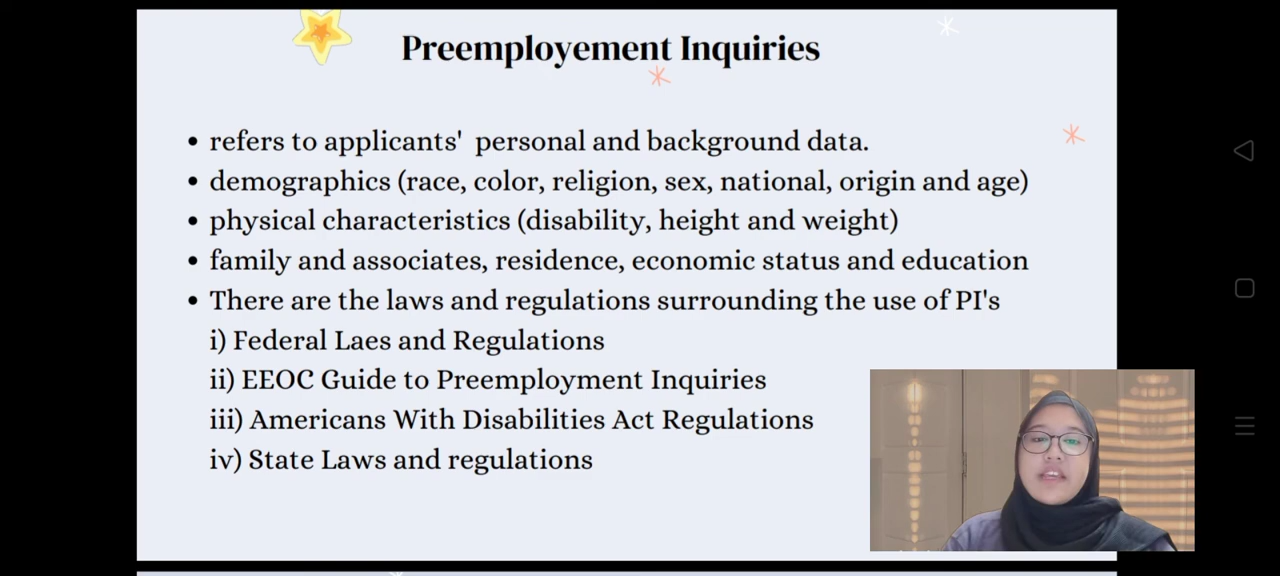 Preemployement Inquiries
refers to applicants' personal and background data.
demographics (race, color, religion, sex, national, origin and age)
physical characteristics (disability, height and weight)
family and associates, residence, economic status and education
There are the laws and regulations surrounding the use of PI's
i) Federal Laes and Regulations
ii) EEOC Guide to Preemployment Inquiries
iii) Americans With Disabilities Act Regulations
iv) State Laws and regulations